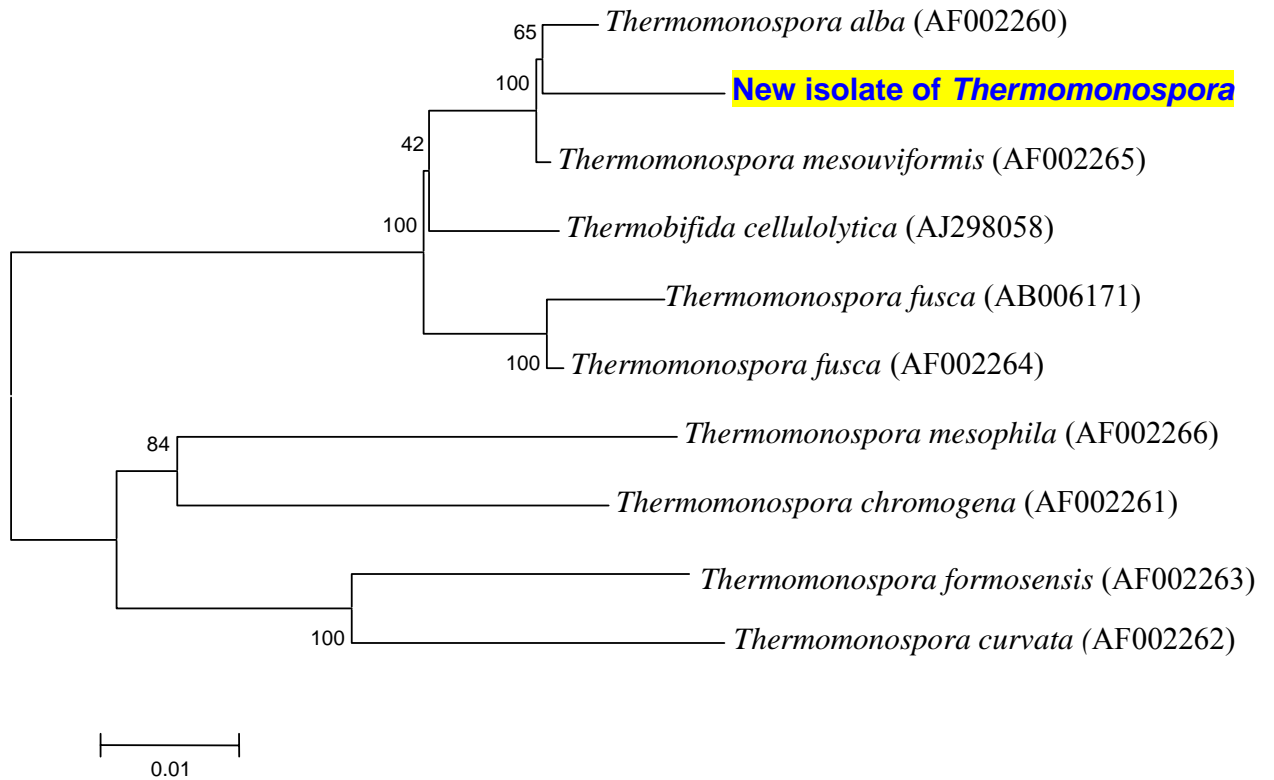 65
Thermomonospora alba (AF002260)
100
New isolate of Thermomonospora
42
Thermomonospora mesouviformis (AF002265)
100
Thermobifida cellulolytica (AJ298058)
Thermomonospora fusca (AB006171)
100
Thermomonospora fusca (AF002264)
84
Thermomonospora mesophila (AF002266)
Thermomonospora chromogena (AF002261)
Thermomonospora formosensis (AF002263)
100
Thermomonospora curvata (AF002262)
0.01